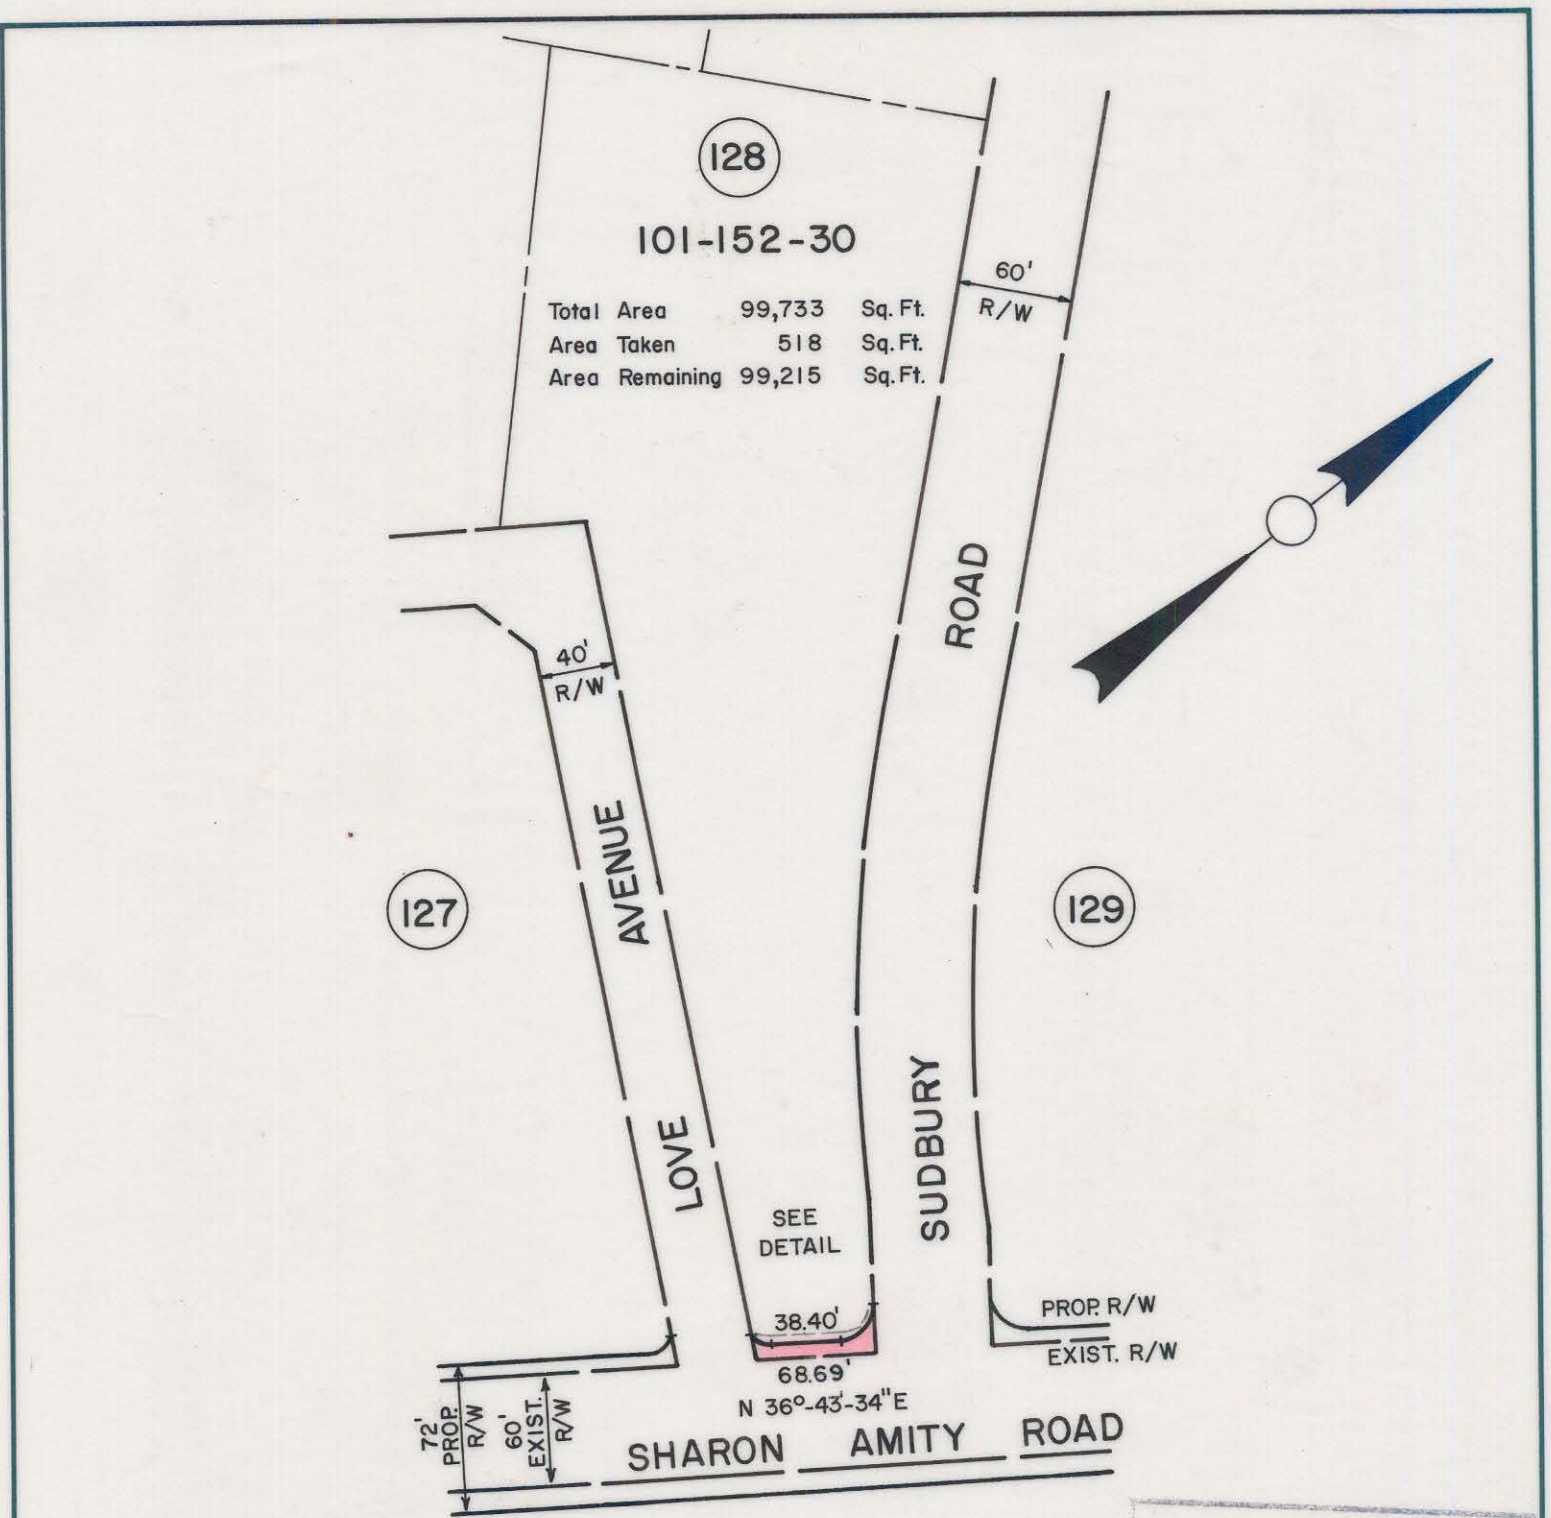 128
101-152-30
Total Area 99,733 Sq. Ft.
Area Taken 518 Sq. Ft.
Area Remaining 99,215 Sq. Ft.
60'
R/W
ROAD
40'
R/W
AVENUE
127
129
LOVE
SUDBURY
SEE
DETAIL
38.40'
PROP. R/W
EXIST. R/W
68.69'
N 36°-43'-34" E
72'
PROP.
R/W
60'
EXIST.
R/W
SHARON AMITY ROAD